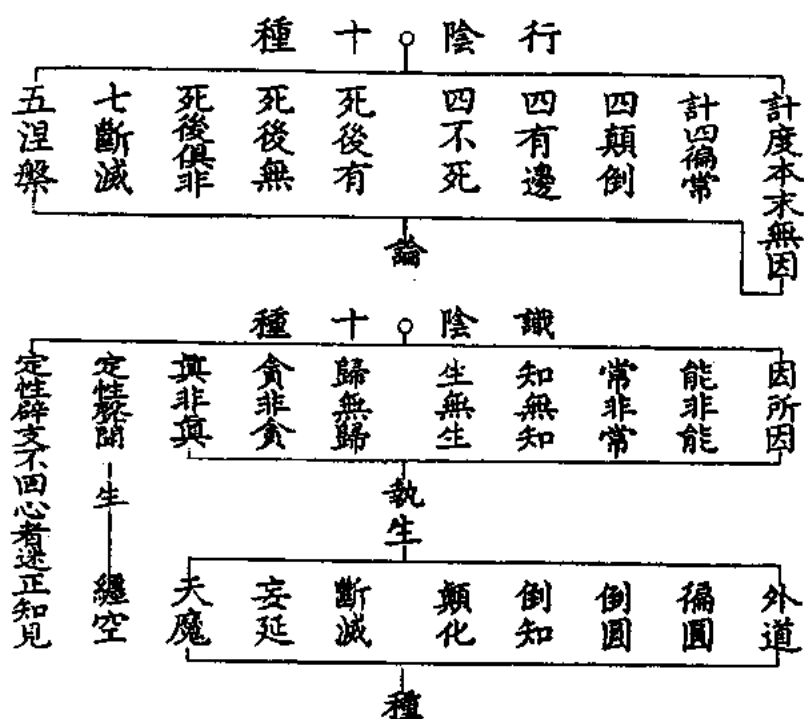 行陰十種
計度本末無因
計四徧常
四顛倒
四有邊
四不死
死後有
死後無
死後俱非
七斷滅
五涅槃
論
識陰十種
因所因
能非能
常非常
知無知
生無生
歸無歸
貪非貪
眞非眞
定性聲聞
生
纏空
定性辟支不回心者迷正知見
執生
外道
徧圓
倒圓
倒知
顛化
斷滅
妄延
天魔
種